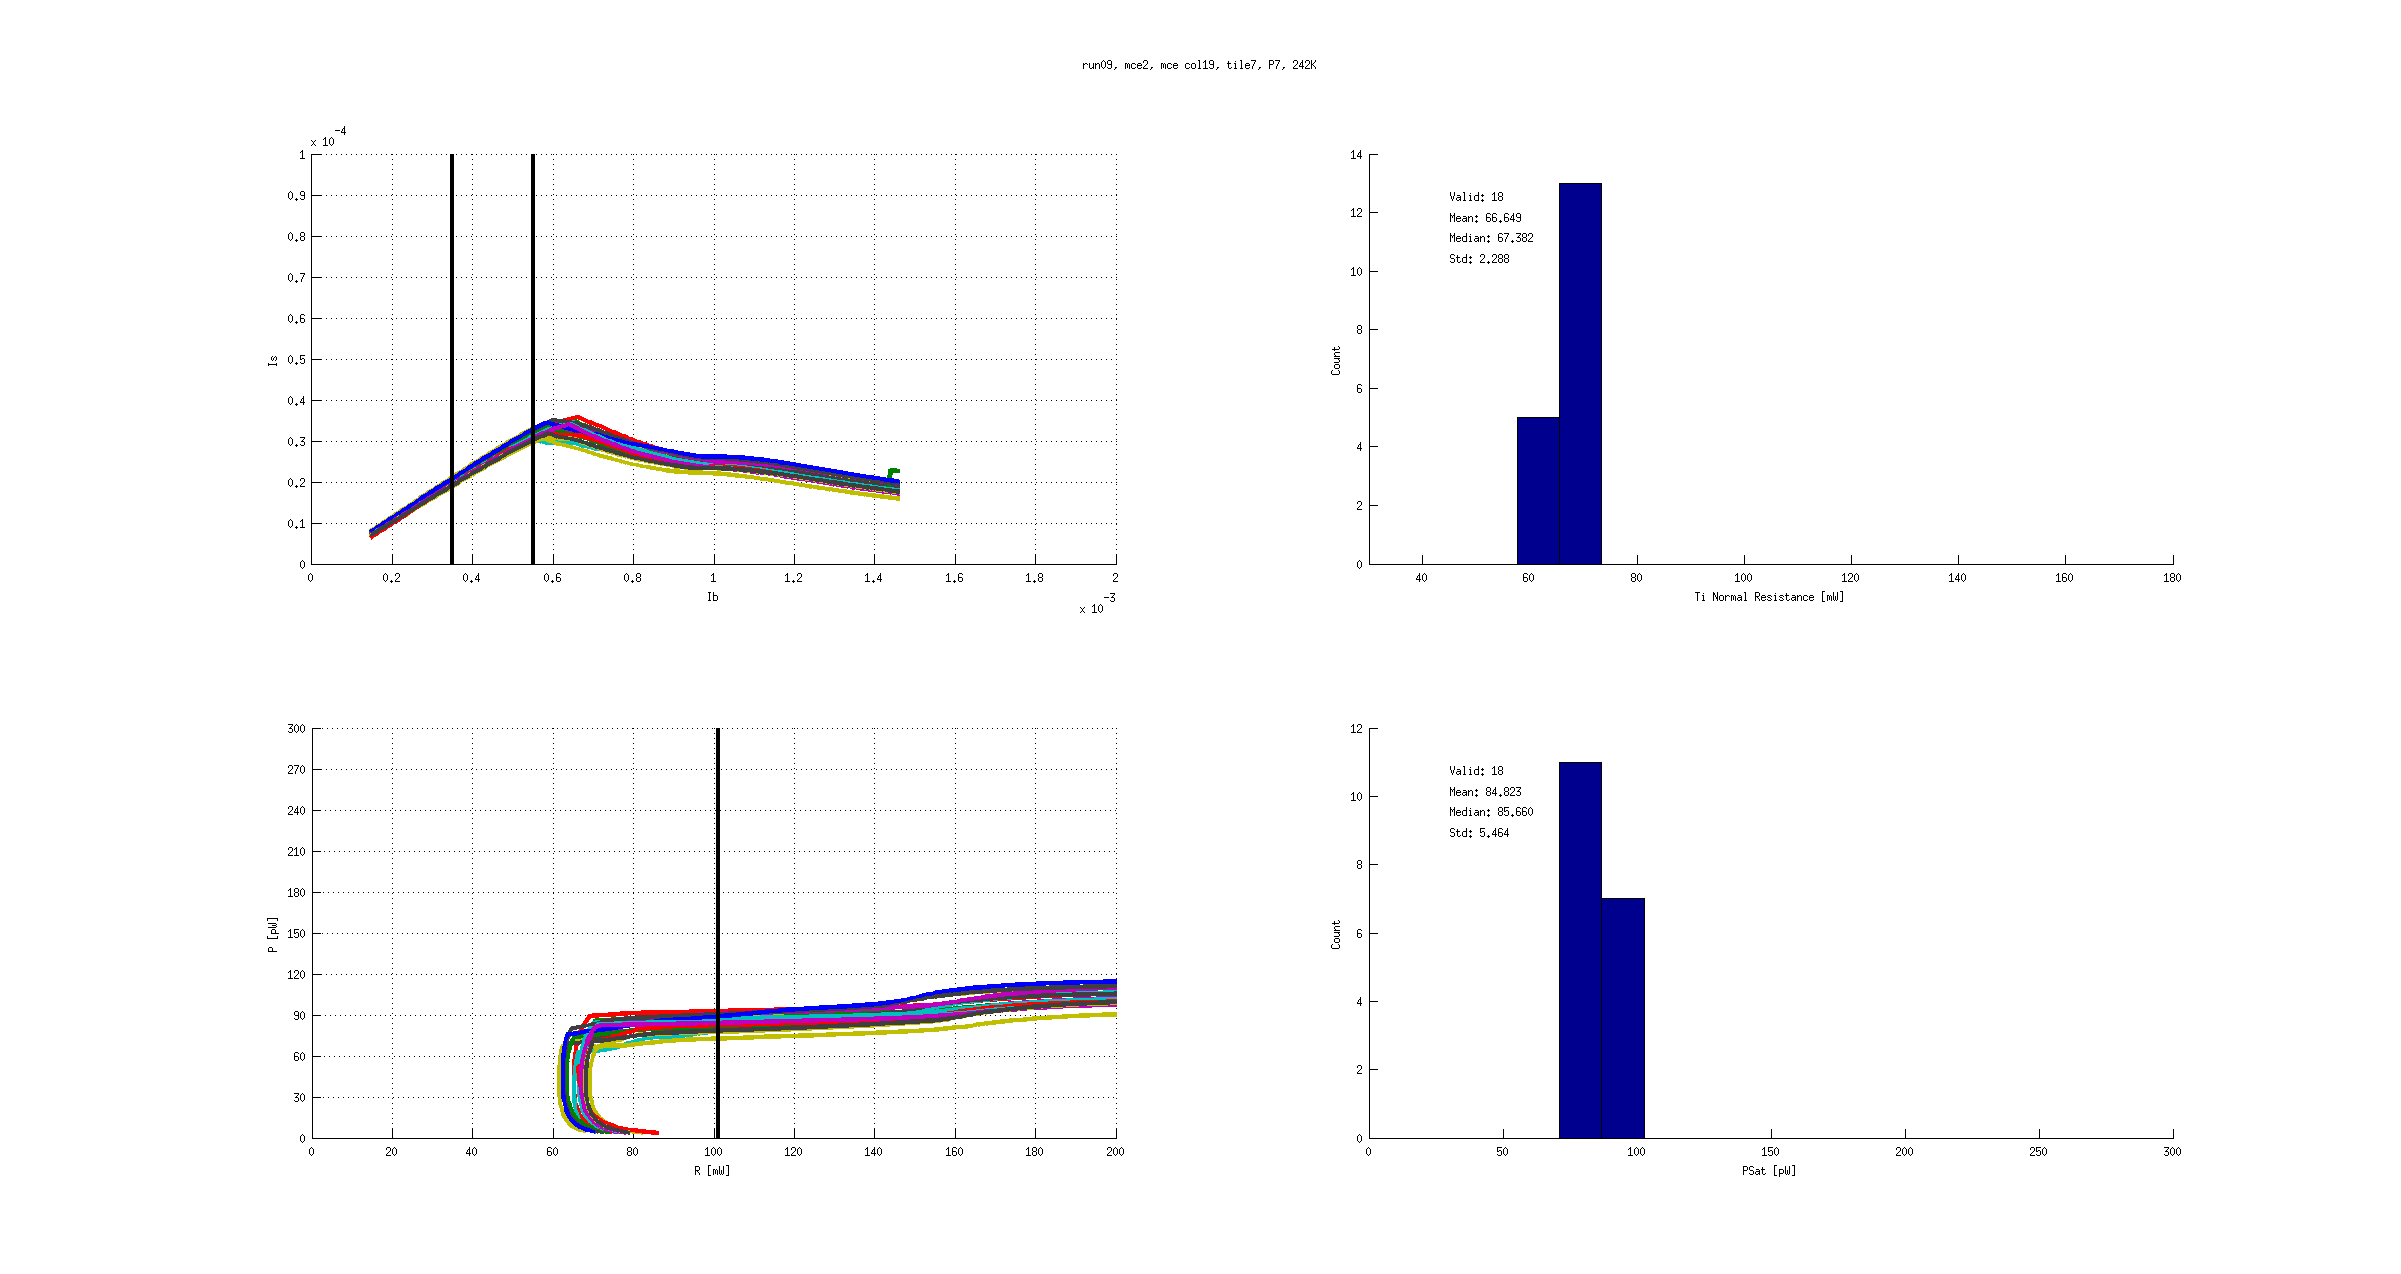 run09, mce2, mce col19, tile7, P7, 242K
x 10 -4
1
0.9
0.8
0.7
0.6
0.5
0.4
0.3
0.2
0.1
0
Is
0 0.2 0.4 0.6 0.8 1 1.2 1.4 1.6 1.8 2
Ib
x 10 -3
14
12
10
8
6
4
2
0
Count
Valid: 18
Mean: 66.649
Median: 67.382
Std: 2.288
40 60 80 100 120 140 160 180
Ti Normal Resistance [mW]
300
270
240
210
180
150
120
90
60
30
0
P [pW]
0 20 40 60 80 100 120 140 160 180 200
R [mW]
12
10
8
6
4
2
0
Count
Valid: 18
Mean: 84.823
Median: 85.660
Std: 5.464
0 50 100 150 200 250 300
PSat [pW]